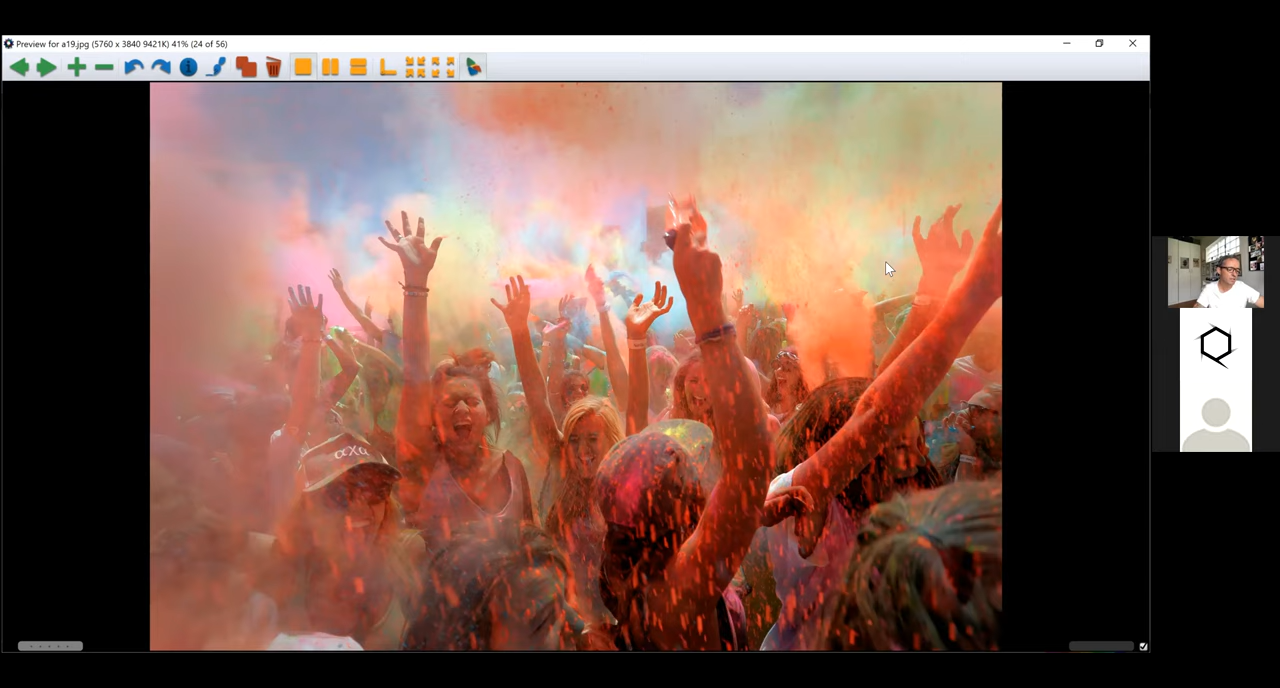 Preview for a19.jpg (5760 x 3840 9421K) 41% (24 of 56)
αχα